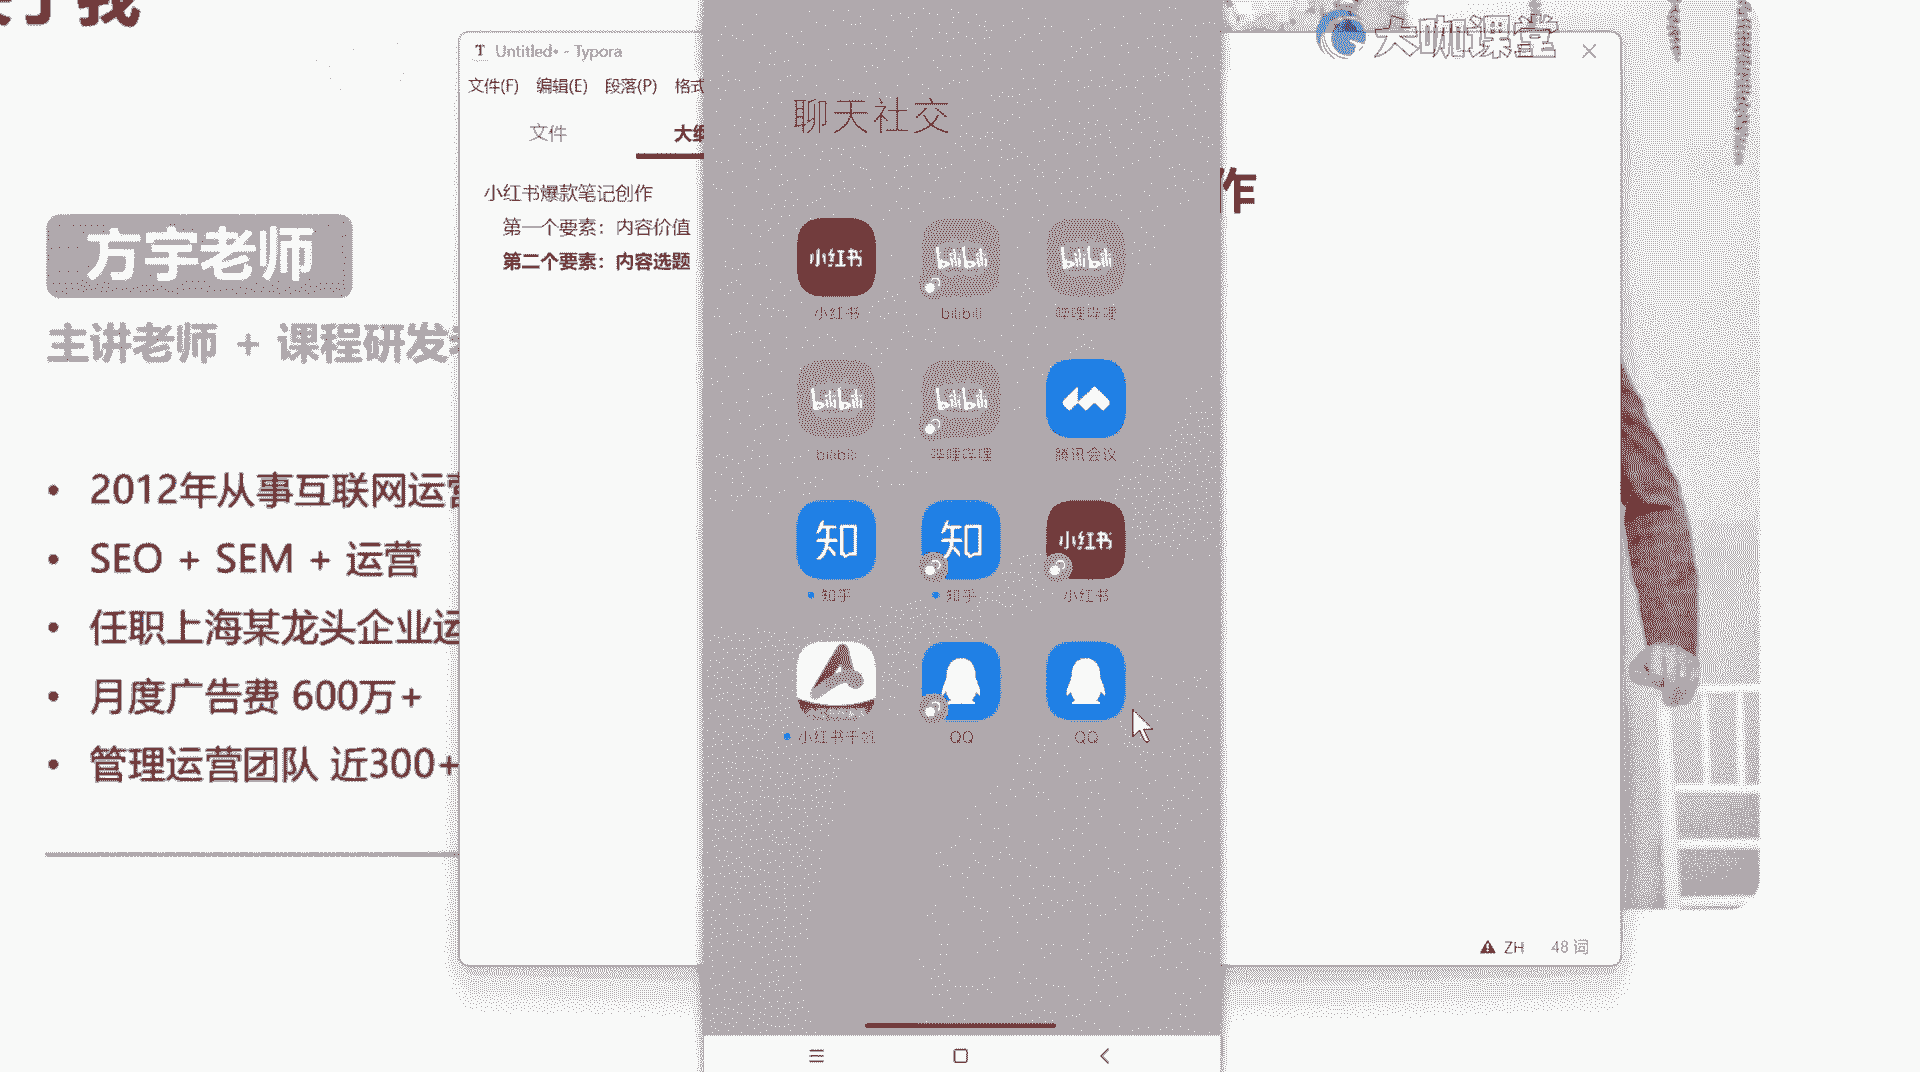 我
大咖课堂
Untitled• - Typora
文件(F) 编辑(E) 段落(P) 格式
文件
大纲
小红书爆款笔记创作
第一个要素：内容价值
第二个要素：内容选题
作
方宇老师
主讲老师 + 课程研发
2012年从事互联网运营
SEO + SEM + 运营
任职上海某龙头企业运
月度广告费 600万+
管理运营团队 近300+
聊天社交
小红书 bilibili bilibili
小红书 bilibili 哔哩哔哩
bilibili bilibili
bilibili 哔哩哔哩 腾讯会议
知 知 小红书
知乎 知乎 小红书
小红书千帆 QQ QQ
ZH 48 词